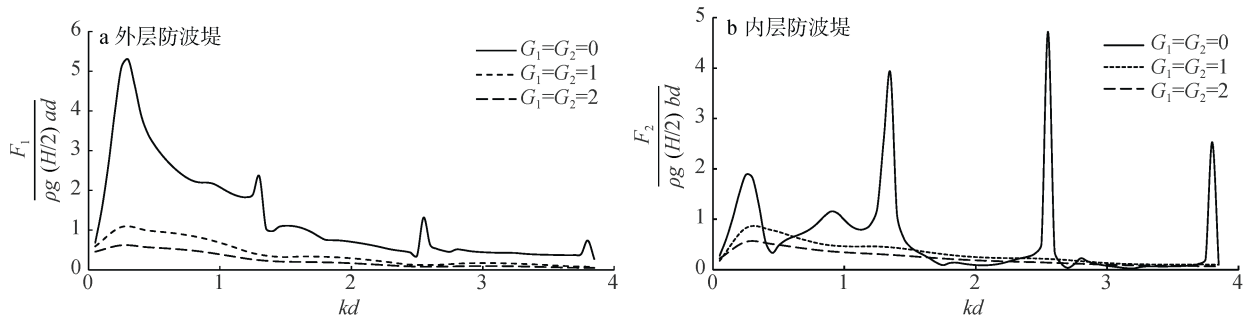 a 外层防波堤
G₁=G₂=0
G₁=G₂=1
G₁=G₂=2
F₁
ρg (H/2) ad
6
5
4
3
2
1
0
0 1 2 3 4
kd
b 内层防波堤
G₁=G₂=0
G₁=G₂=1
G₁=G₂=2
F₂
ρg (H/2) bd
5
4
3
2
1
0
0 1 2 3 4
kd